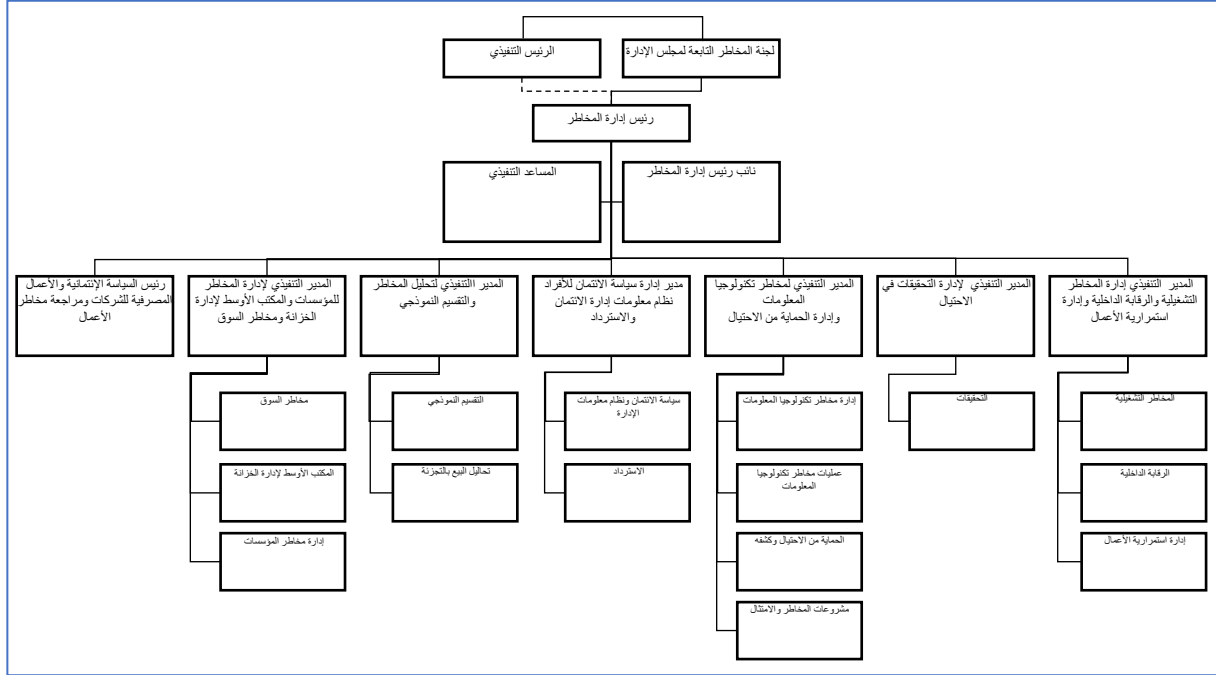 لجنة المخاطر التابعة لمجلس الإدارة
الرئيس التنفيذي
رئيس إدارة المخاطر
نائب رئيس إدارة المخاطر
المساعد التنفيذي
المدير التنفيذي إدارة المخاطر
التشغيلية والرقابة الداخلية وإدارة
استمرارية الأعمال
المدير التنفيذي لإدارة التحقيقات في
الاحتيال
المدير التنفيذي لمخاطر تكنولوجيا
المعلومات
وإدارة الحماية من الاحتيال
مدير إدارة سياسة الائتمان للأفراد
نظام معلومات إدارة الائتمان
والاسترداد
المدير االتنفيذي لتحليل المخاطر
والتقسيم النموذجي
المدير التنفيذي لإدارة المخاطر
للمؤسسات والمكتب الأوسط لإدارة
الخزانة ومخاطر السوق
رئيس السياسة الإئتمانية والأعمال
المصرفية للشركات ومراجعة مخاطر
الأعمال
المخاطر التشغيلية
الرقابة الداخلية
إدارة استمرارية الأعمال
التحقيقات
إدارة مخاطر تكنولوجيا المعلومات
عمليات مخاطر تكنولوجيا
المعلومات
الحماية من الاحتيال وكشفه
مشروعات المخاطر والامتثال
سياسة الائتمان ونظام معلومات
الإدارة
الاسترداد
التقسيم النموذجي
تحاليل البيع بالتجزئة
مخاطر السوق
المكتب الأوسط لإدارة الخزانة
إدارة مخاطر المؤسسات